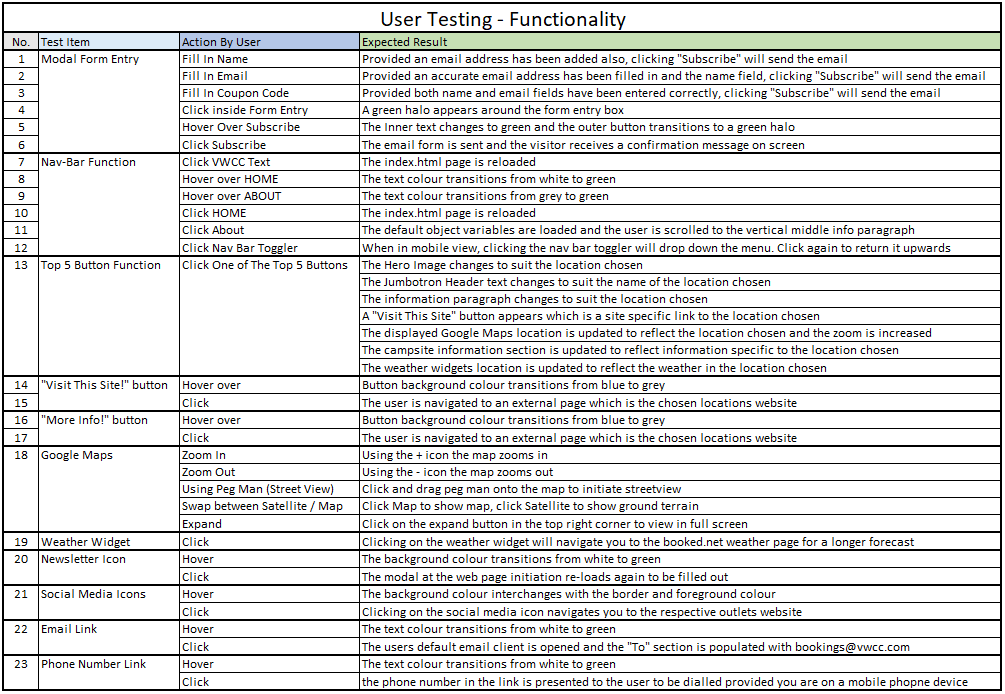 User Testing - Functionality
No. Test Item Action By User Expected Result
1 Modal Form Entry Fill In Name Provided an email address has been added also, clicking "Subscribe" will send the email
2 Fill In Email Provided an accurate email address has been filled in and the name field, clicking "Subscribe" will send the email
3 Fill In Coupon Code Provided both name and email fields have been entered correctly, clicking "Subscribe" will send the email
4 Click inside Form Entry A green halo appears around the form entry box
5 Hover Over Subscribe The Inner text changes to green and the outer button transitions to a green halo
6 Click Subscribe The email form is sent and the visitor receives a confirmation message on screen
7 Nav-Bar Function Click VWCC Text The index.html page is reloaded
8 Hover over HOME The text colour transitions from white to green
9 Hover over ABOUT The text colour transitions from grey to green
10 Click HOME The index.html page is reloaded
11 Click About The default object variables are loaded and the user is scrolled to the vertical middle info paragraph
12 Click Nav Bar Toggler When in mobile view, clicking the nav bar toggler will drop down the menu. Click again to return it upwards
13 Top 5 Button Function Click One of The Top 5 Buttons The Hero Image changes to suit the location chosen
The Jumbotron Header text changes to suit the name of the location chosen
The information paragraph changes to suit the location chosen
A "Visit This Site" button appears which is a site specific link to the location chosen
The displayed Google Maps location is updated to reflect the location chosen and the zoom is increased
The campsite information section is updated to reflect information specific to the location chosen
The weather widgets location is updated to reflect the weather in the location chosen
14 "Visit This Site!" button Hover over Button background colour transitions from blue to grey
15 Click The user is navigated to an external page which is the chosen locations website
16 "More Info!" button Hover over Button background colour transitions from blue to grey
17 Click The user is navigated to an external page which is the chosen locations website
18 Google Maps Zoom In Using the + icon the map zooms in
Zoom Out Using the - icon the map zooms out
Using Peg Man (Street View) Click and drag peg man onto the map to initiate streetview
Swap between Satellite / Map Click Map to show map, click Satellite to show ground terrain
Expand Click on the expand button in the top right corner to view in full screen
19 Weather Widget Click Clicking on the weather widget will navigate you to the booked.net weather page for a longer forecast
20 Newsletter Icon Hover The background colour transitions from white to green
Click The modal at the web page initiation re-loads again to be filled out
21 Social Media Icons Hover The background colour interchanges with the border and foreground colour
Click Clicking on the social media icon navigates you to the respective outlets website
22 Email Link Hover The text colour transitions from white to green
Click The users default email client is opened and the "To" section is populated with bookings@vwcc.com
23 Phone Number Link Hover The text colour transitions from white to green
Click the phone number in the link is presented to the user to be dialled provided you are on a mobile phopne device